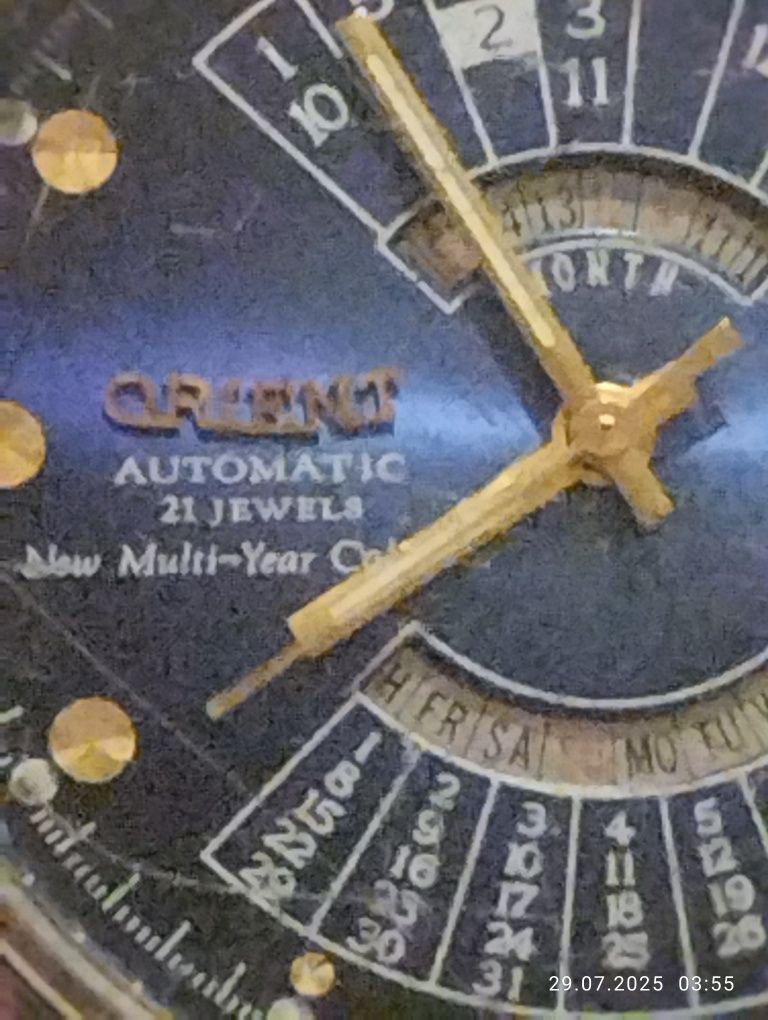 1
10
2
3
11
13
MONTH
ORIENT
AUTOMATIC
21 JEWELS
New Multi-Year
H FR SA MO TU
1 8 15 22 29
2 9 16 23 30
3 10 17 24 31
4 11 18 25
5 12 19 26
29.07.2025 03:55